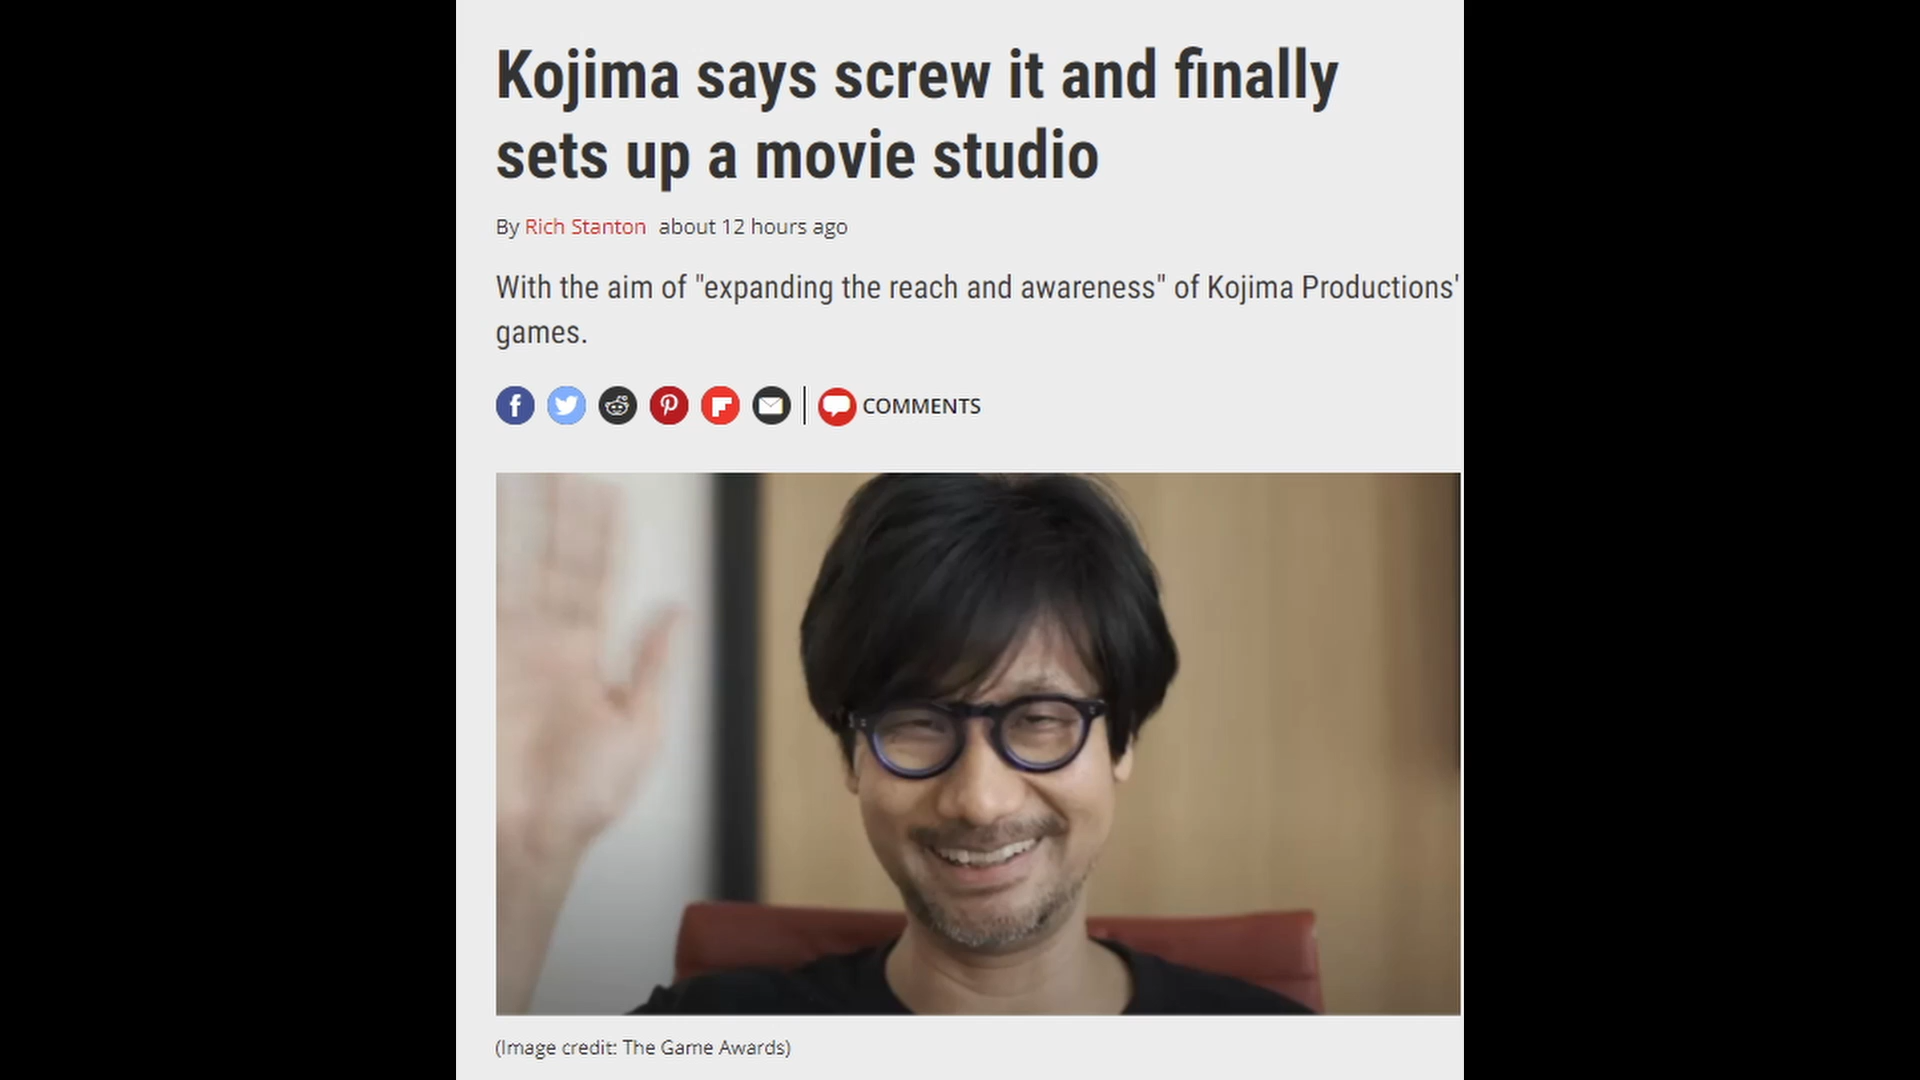 Kojima says screw it and finally
sets up a movie studio
By Rich Stanton about 12 hours ago
With the aim of "expanding the reach and awareness" of Kojima Productions'
games.
COMMENTS
(Image credit: The Game Awards)